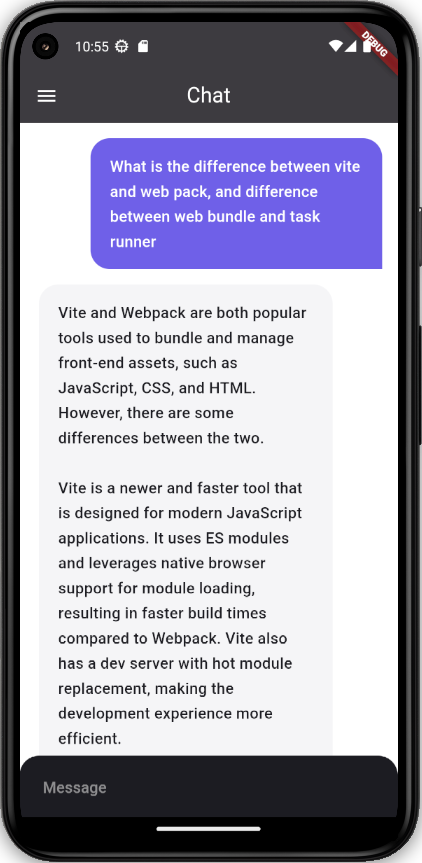 10:55
DEBUG
Chat
What is the difference between vite
and web pack, and difference
between web bundle and task
runner
Vite and Webpack are both popular
tools used to bundle and manage
front-end assets, such as
JavaScript, CSS, and HTML.
However, there are some
differences between the two.
Vite is a newer and faster tool that
is designed for modern JavaScript
applications. It uses ES modules
and leverages native browser
support for module loading,
resulting in faster build times
compared to Webpack. Vite also
has a dev server with hot module
replacement, making the
development experience more
efficient.
Message